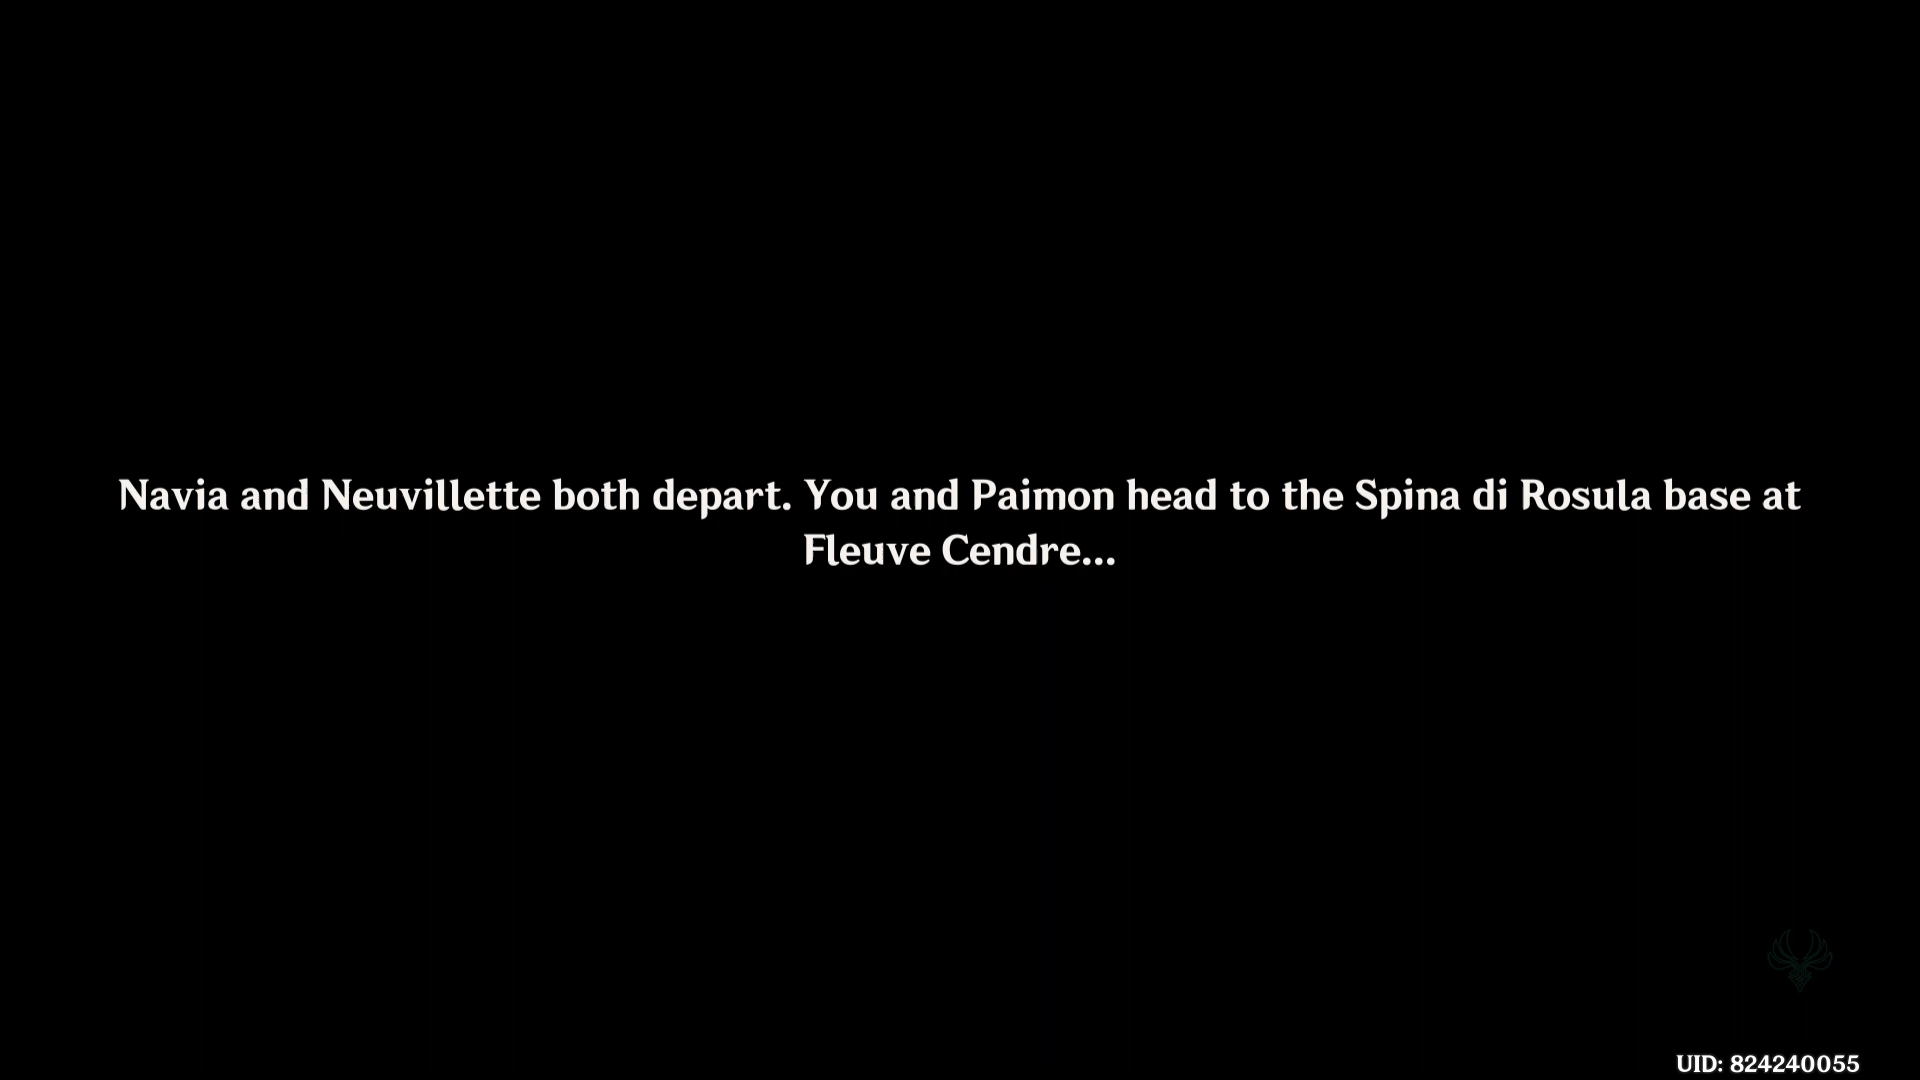 Navia and Neuvillette both depart. You and Paimon head to the Spina di Rosula base at
Fleuve Cendre...
UID: 824240055